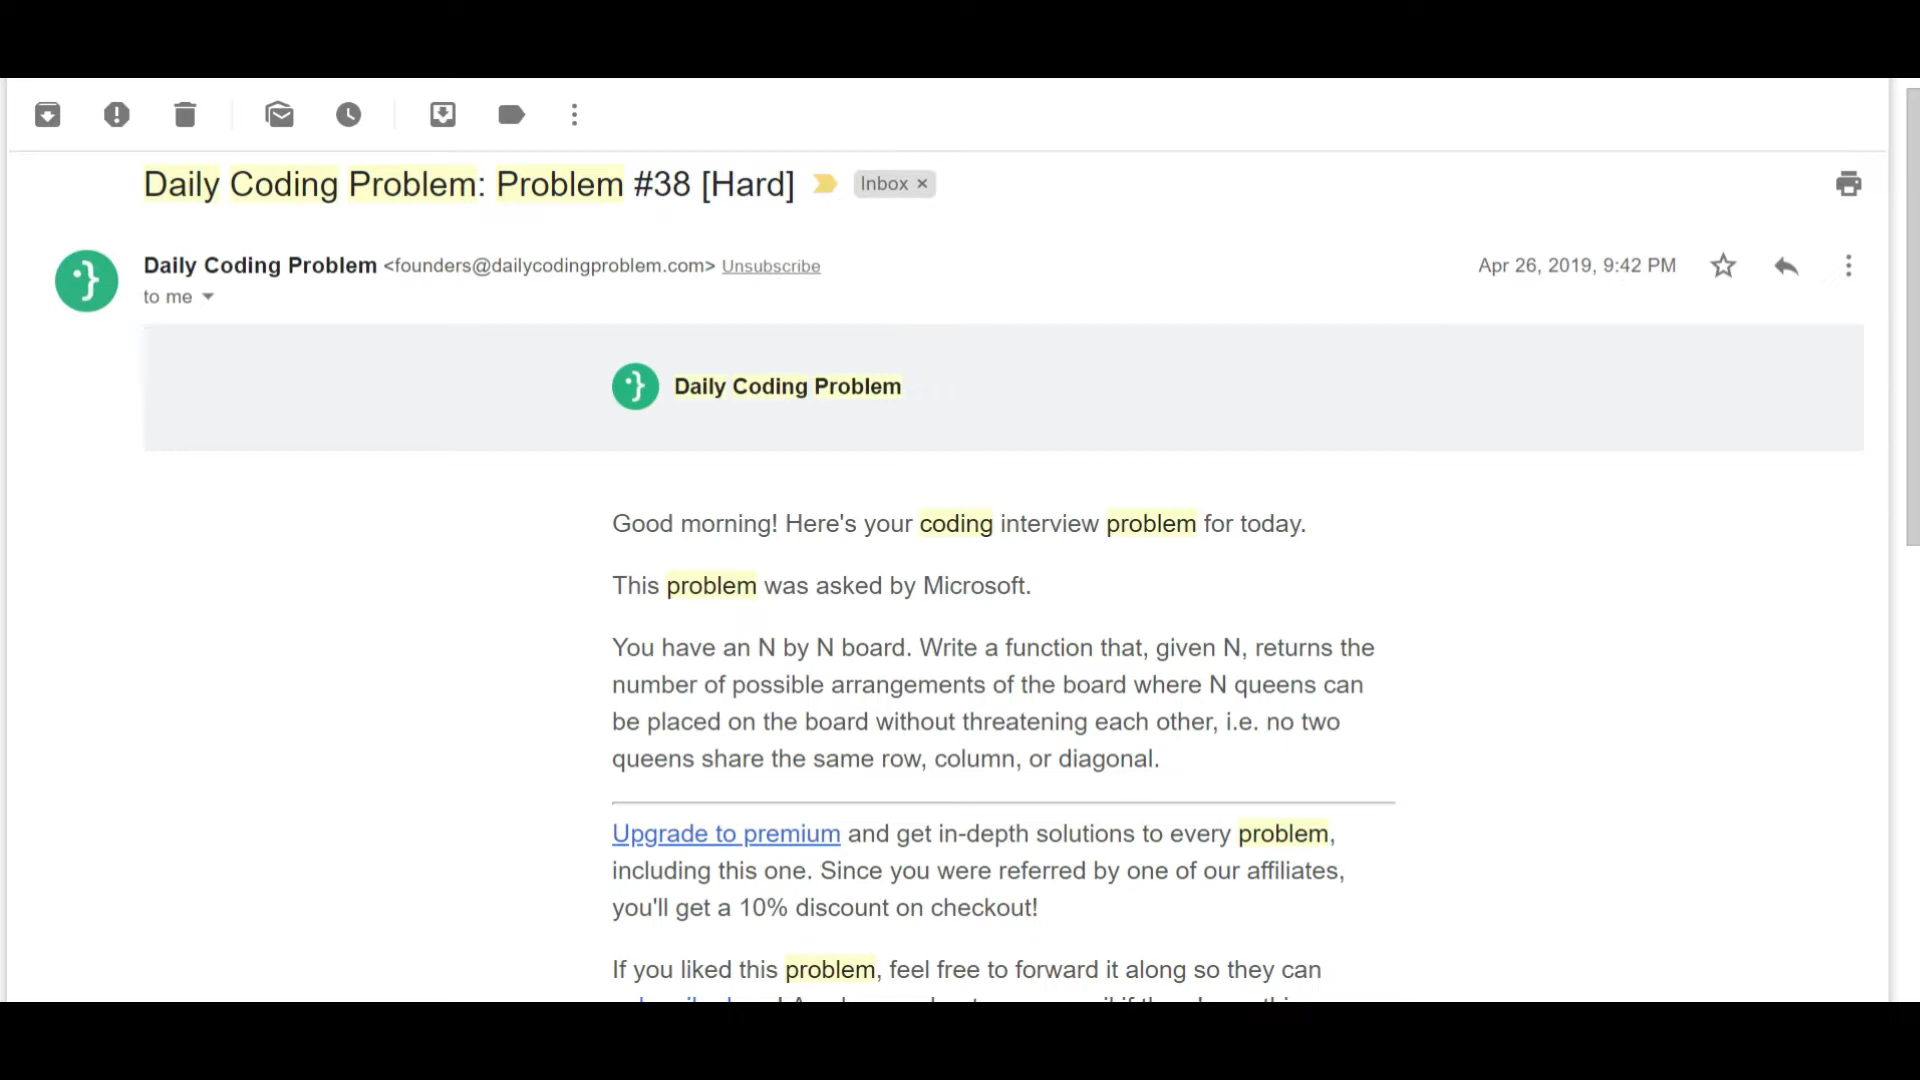 Daily Coding Problem: Problem #38 [Hard] Inbox ×
Daily Coding Problem <founders@dailycodingproblem.com> Unsubscribe Apr 26, 2019, 9:42 PM
to me
Daily Coding Problem
Good morning! Here's your coding interview problem for today.
This problem was asked by Microsoft.
You have an N by N board. Write a function that, given N, returns the
number of possible arrangements of the board where N queens can
be placed on the board without threatening each other, i.e. no two
queens share the same row, column, or diagonal.
Upgrade to premium and get in-depth solutions to every problem,
including this one. Since you were referred by one of our affiliates,
you'll get a 10% discount on checkout!
If you liked this problem, feel free to forward it along so they can